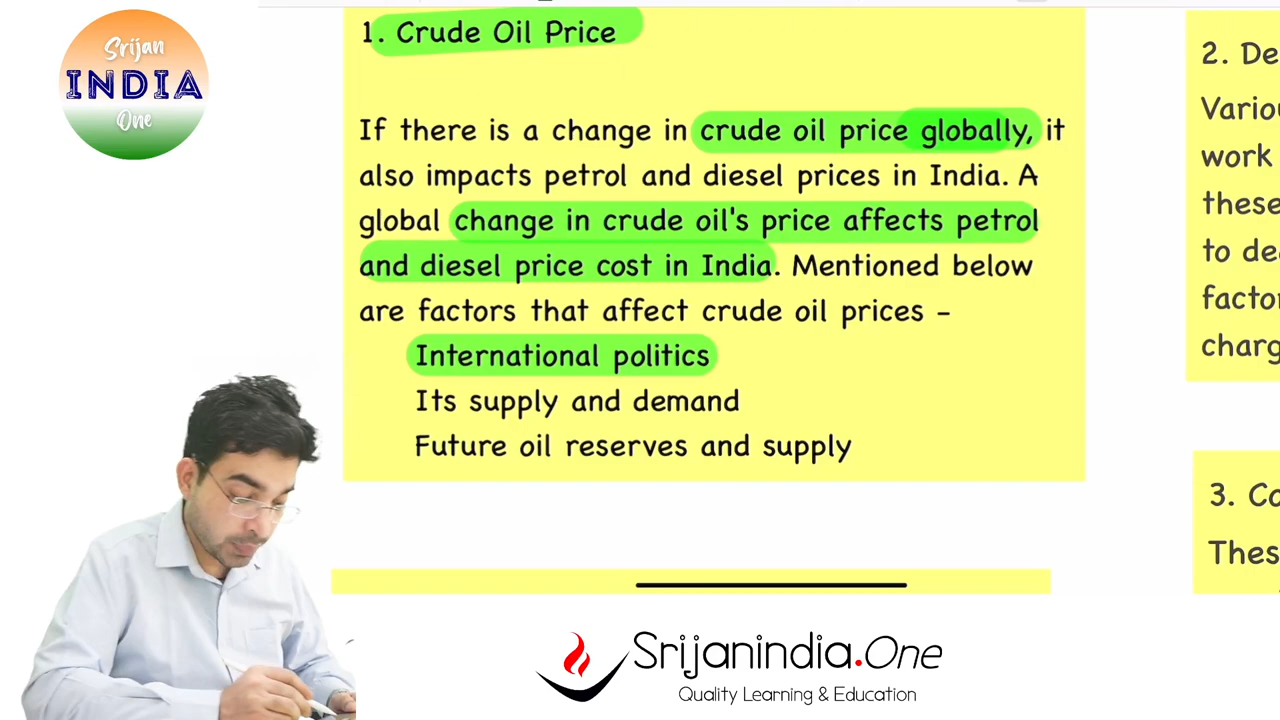 Srijan
INDIA
One
1. Crude Oil Price
If there is a change in crude oil price globally, it
also impacts petrol and diesel prices in India. A
global change in crude oil's price affects petrol
and diesel price cost in India. Mentioned below
are factors that affect crude oil prices -
International politics
Its supply and demand
Future oil reserves and supply
2. De
Variou
work
these
to de
factor
charg
3. Co
Thes
Srijanindia.One
Quality Learning & Education